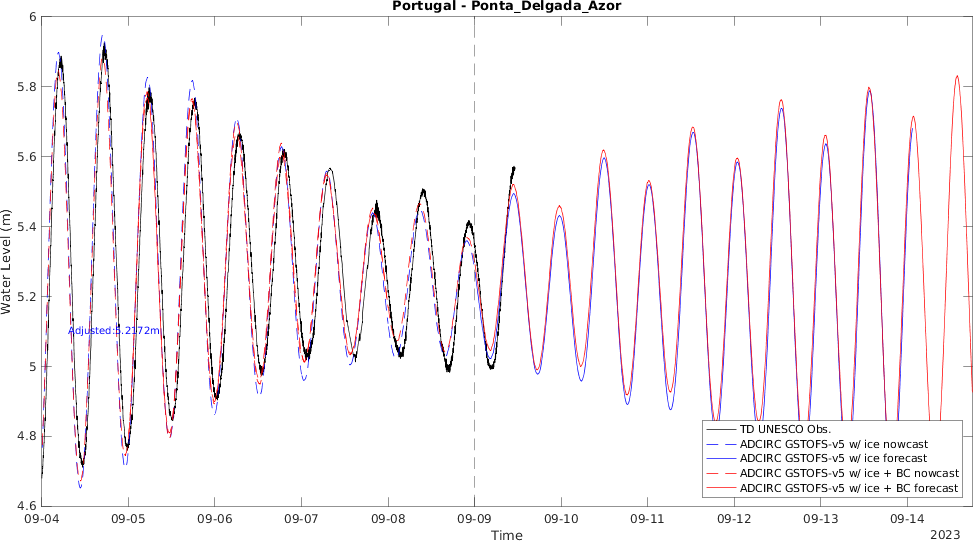 Portugal - Ponta_Delgada_Azor
6
5.8
5.6
5.4
5.2
5
4.8
4.6
Water Level (m)
Adjusted:5.2172m
TD UNESCO Obs.
ADCIRC GSTOFS-v5 w/ ice nowcast
ADCIRC GSTOFS-v5 w/ ice forecast
ADCIRC GSTOFS-v5 w/ ice + BC nowcast
ADCIRC GSTOFS-v5 w/ ice + BC forecast
09-04 09-05 09-06 09-07 09-08 09-09 09-10 09-11 09-12 09-13 09-14
Time
2023